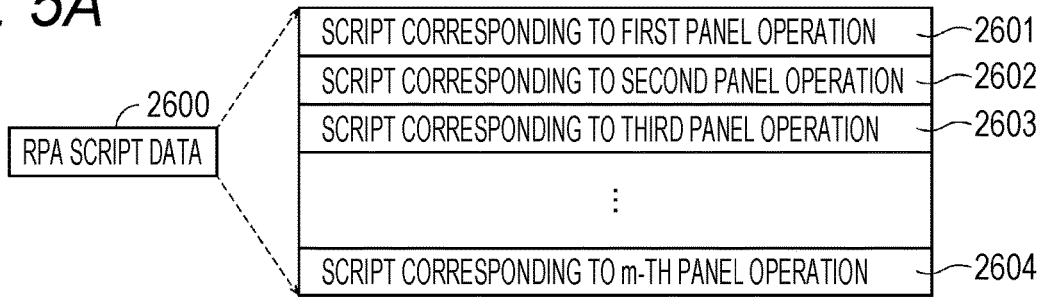 5A
SCRIPT CORRESPONDING TO FIRST PANEL OPERATION 2601
SCRIPT CORRESPONDING TO SECOND PANEL OPERATION 2602
2600
RPA SCRIPT DATA
SCRIPT CORRESPONDING TO THIRD PANEL OPERATION 2603
⋮
SCRIPT CORRESPONDING TO m-TH PANEL OPERATION 2604